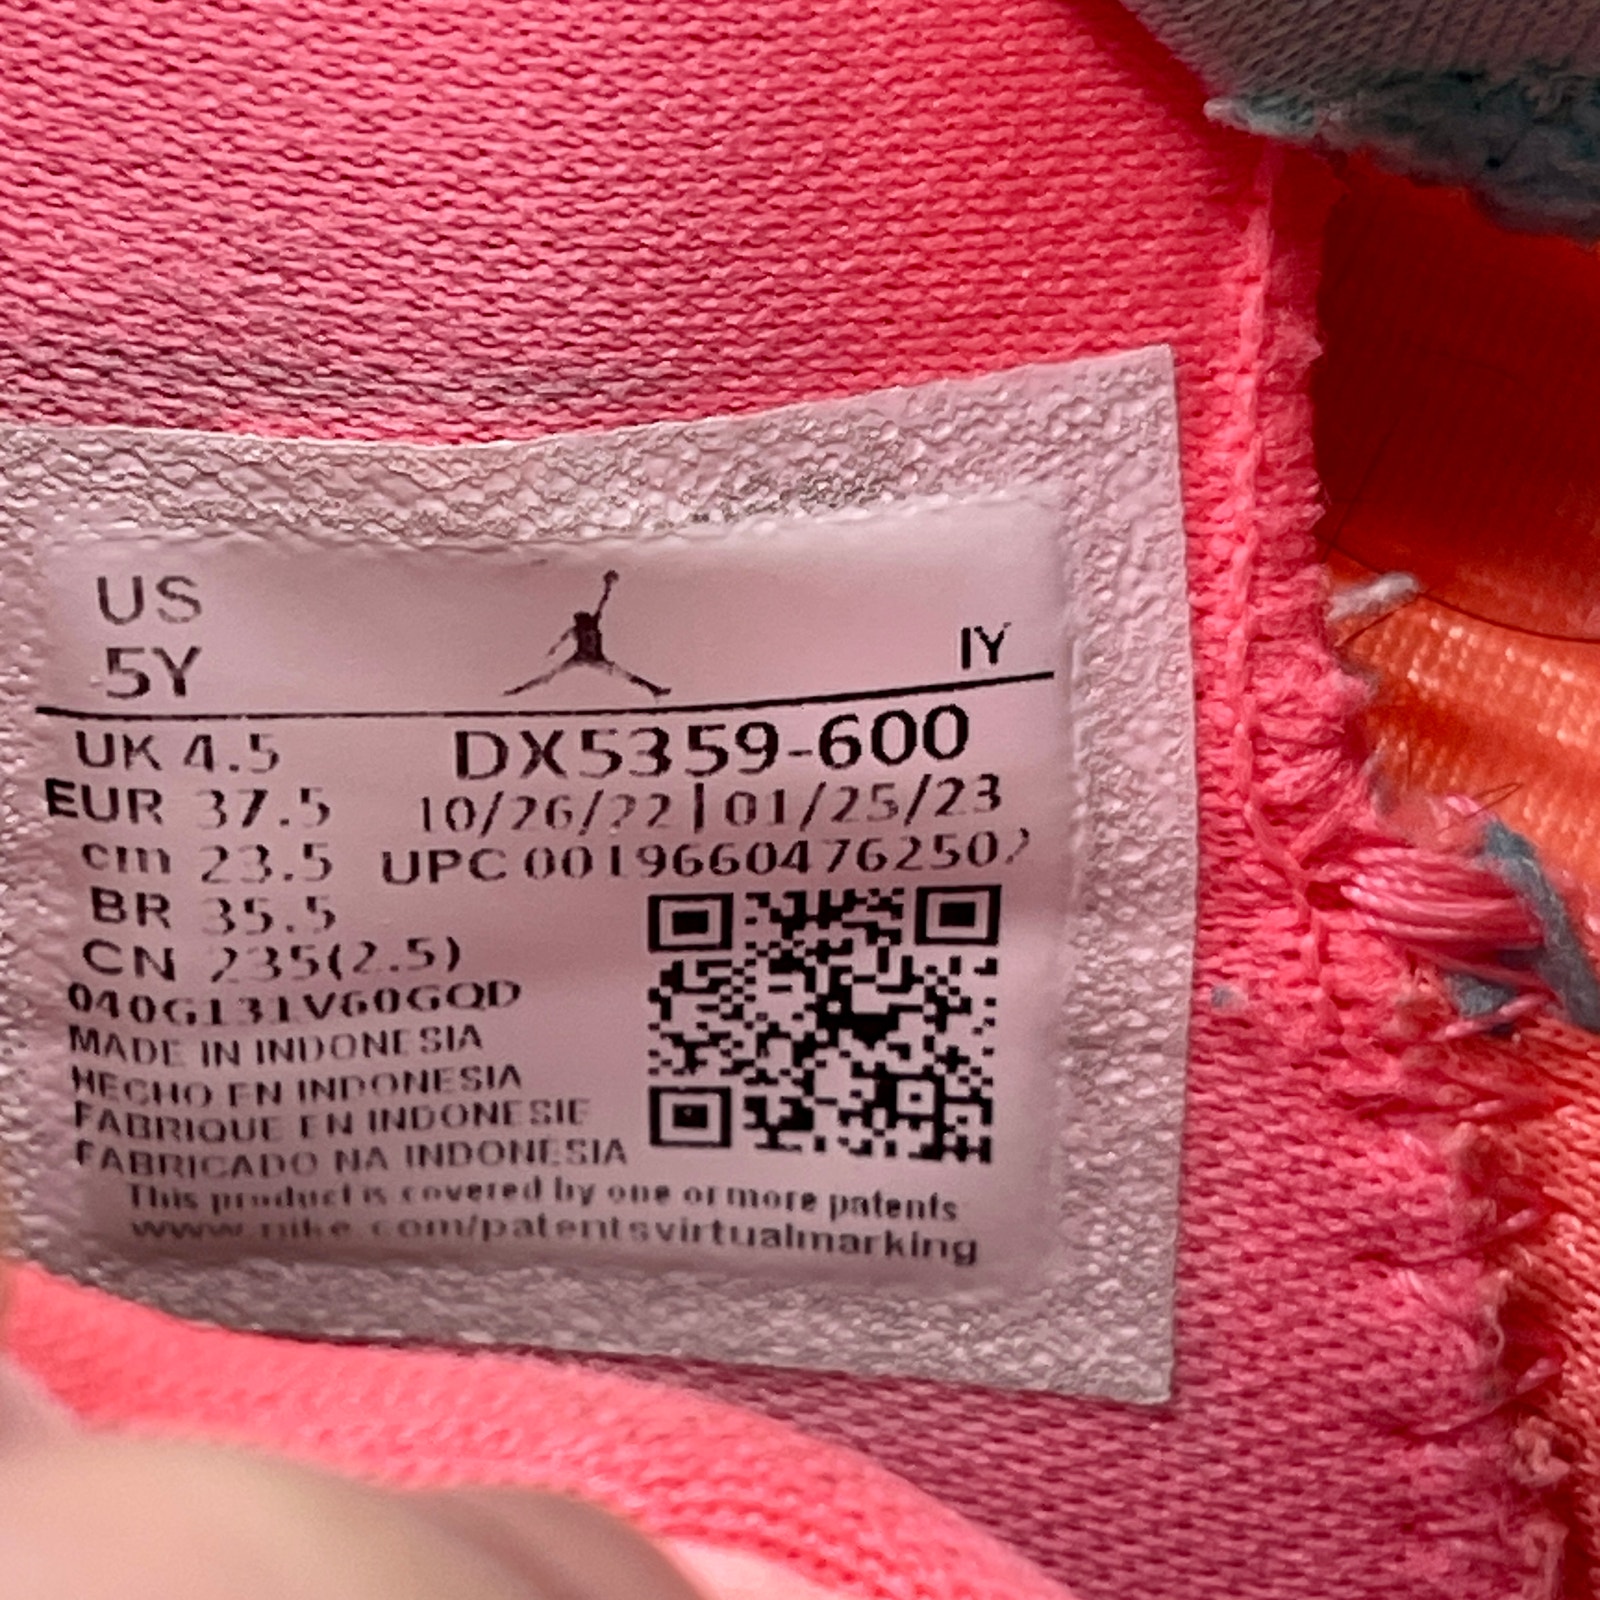 US
5Y
IY
UK 4.5
DX5359-600
EUR 37.5
10/26/22 | 01/25/23
cm 23.5
UPC 00196604762502
BR 35.5
CN 235(2.5)
040G131V60GQD
MADE IN INDONESIA
HECHO EN INDONESIA
FABRIQUE EN INDONESIE
FABRICADO NA INDONESIA
This product is covered by one or more patents
www.nike.com/patentsvirtualmarking